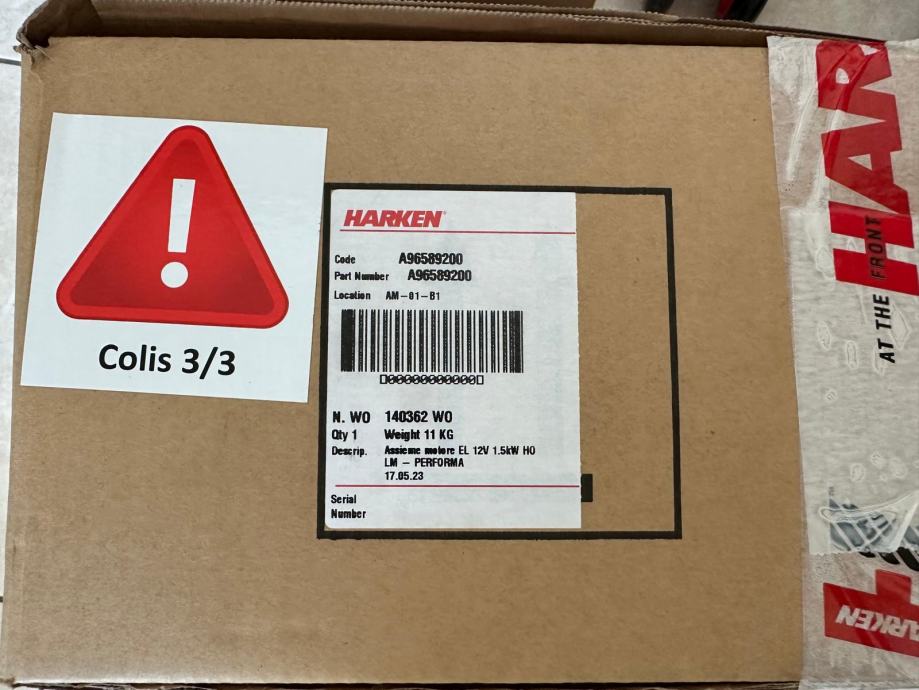 Colis 3/3
HARKEN
Code A96589200
Part Number A96589200
Location AM-01-B1
N. WO 140362 WO
Qty 1 Weight 11 KG
Descrip. Assieme motore EL 12V 1.5kW HO
LM - PERFORMA
17.05.23
Serial
Number
HAR
AT THE FRONT
ARKEN